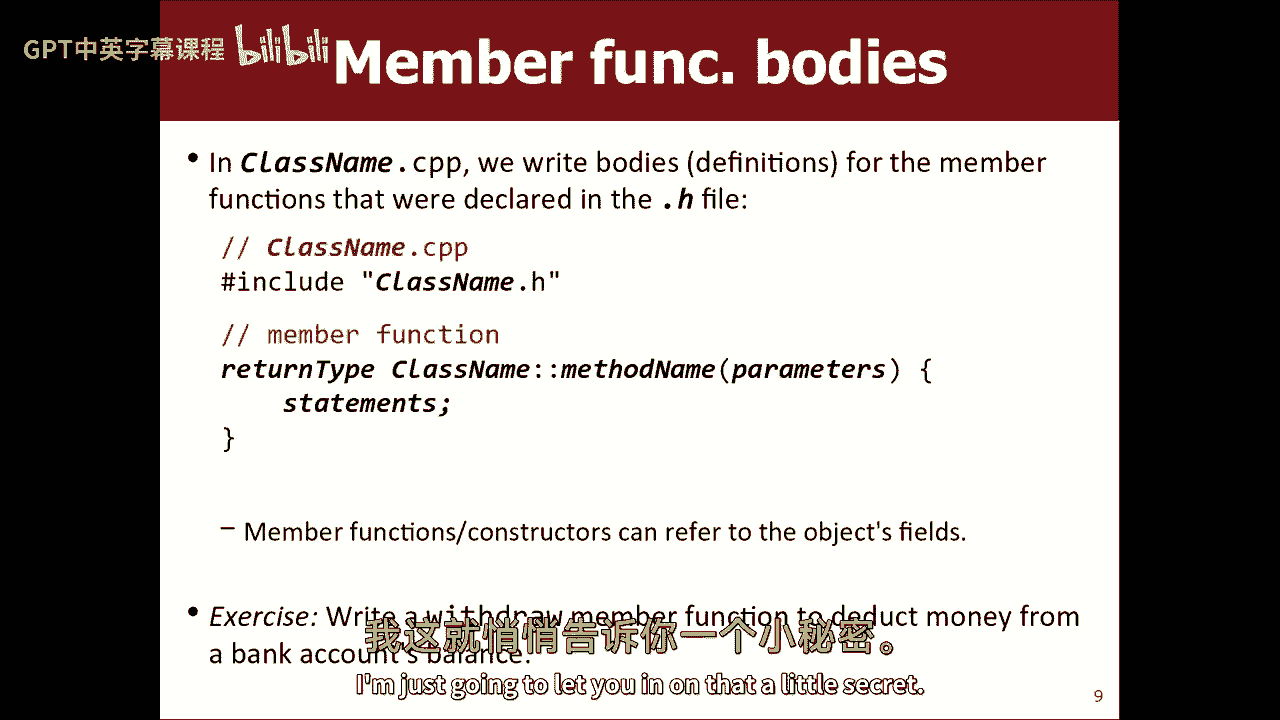 GPT中英字幕课程 bilibili
Member func. bodies
• In ClassName.cpp, we write bodies (definitions) for the member
functions that were declared in the .h file:
// ClassName.cpp
#include "ClassName.h"
// member function
returnType ClassName::methodName(parameters) {
statements;
}
– Member functions/constructors can refer to the object's fields.
• Exercise: Write a withdraw member function to deduct money from
a bank account's balance.
我这就悄悄告诉你一个小秘密。
I'm just going to let you in on that a little secret.
9